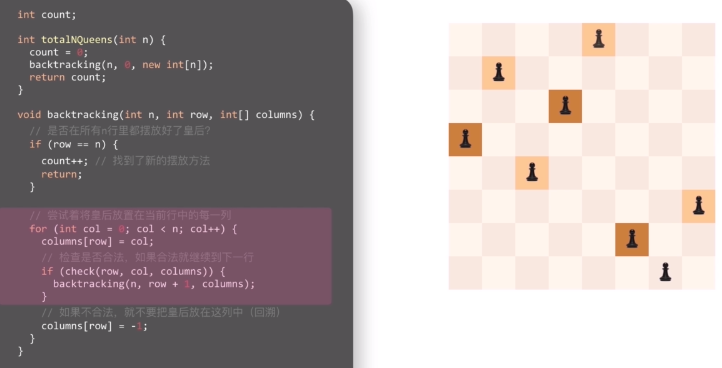 int count;
int totalNQueens(int n) {
count = 0;
backtracking(n, 0, new int[n]);
return count;
}
void backtracking(int n, int row, int[] columns) {
// 是否在所有n行里都摆放好了皇后？
if (row == n) {
count++; // 找到了新的摆放方法
return;
}
// 尝试着将皇后放置在当前行中的每一列
for (int col = 0; col < n; col++) {
columns[row] = col;
// 检查是否合法，如果合法就继续到下一行
if (check(row, col, columns)) {
backtracking(n, row + 1, columns);
}
// 如果不合法，就不要把皇后放在这列中（回溯）
columns[row] = -1;
}
}